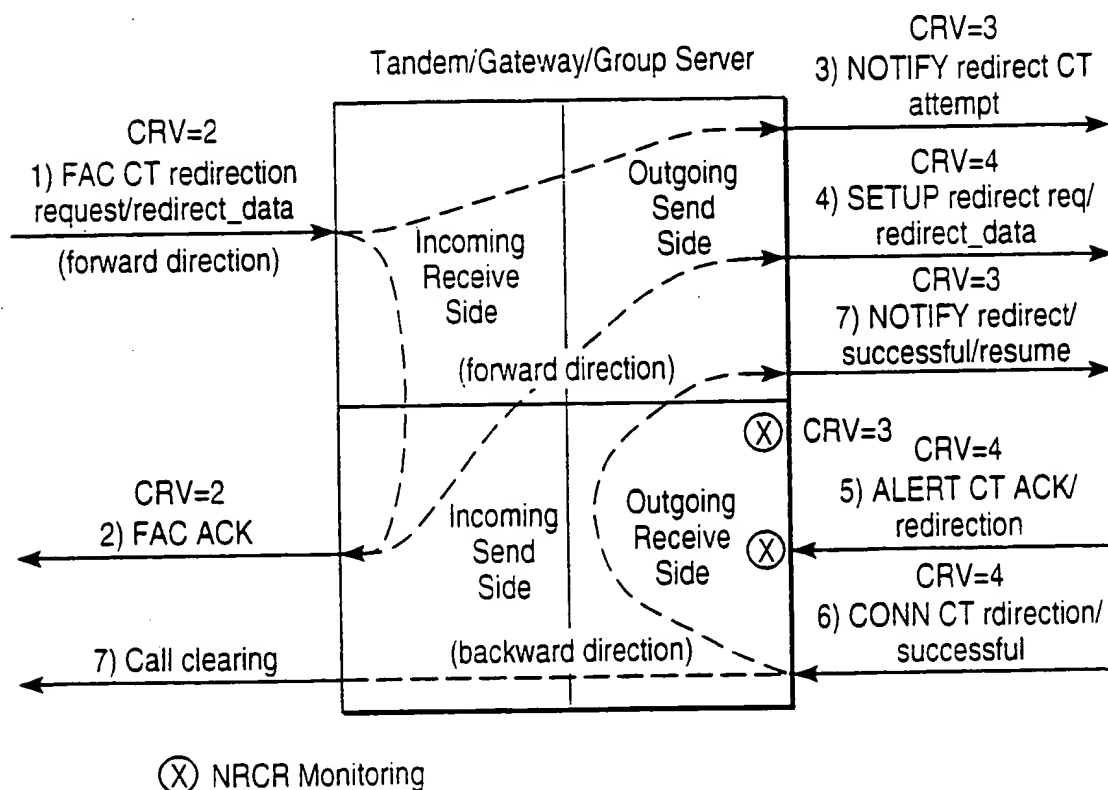 Tandem/Gateway/Group Server
CRV=2
1) FAC CT redirection
request/redirect_data
(forward direction)
CRV=3
3) NOTIFY redirect CT
attempt
CRV=4
4) SETUP redirect req/
redirect_data
CRV=3
7) NOTIFY redirect/
successful/resume
Incoming
Receive
Side
Outgoing
Send
Side
(forward direction)
X CRV=3
CRV=4
5) ALERT CT ACK/
redirection
X
CRV=4
6) CONN CT rdirection/
successful
CRV=2
2) FAC ACK
Incoming
Send
Side
Outgoing
Receive
Side
7) Call clearing
(backward direction)
X NRCR Monitoring